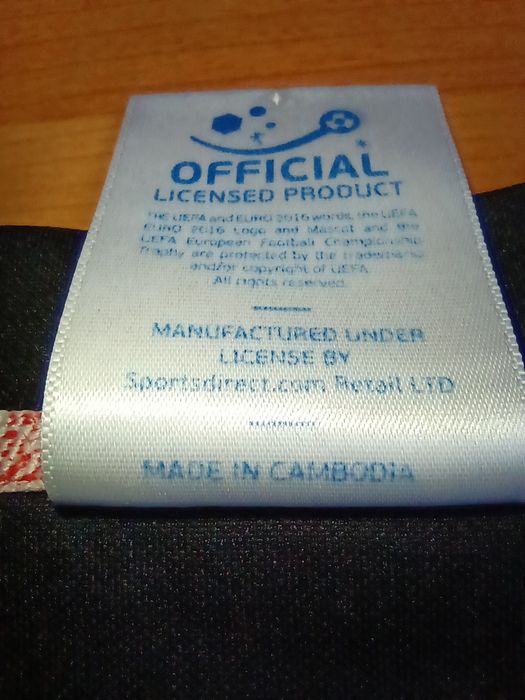 OFFICIAL
LICENSED PRODUCT
THE UEFA and EURO 2016 words, the UEFA
EURO 2016 Logo and Mascot and the
UEFA European Football Championship
Trophy are protected by the trademarks
and/or copyright of UEFA.
All rights reserved.
MANUFACTURED UNDER
LICENSE BY
Sportsdirect.com Retail LTD
MADE IN CAMBODIA